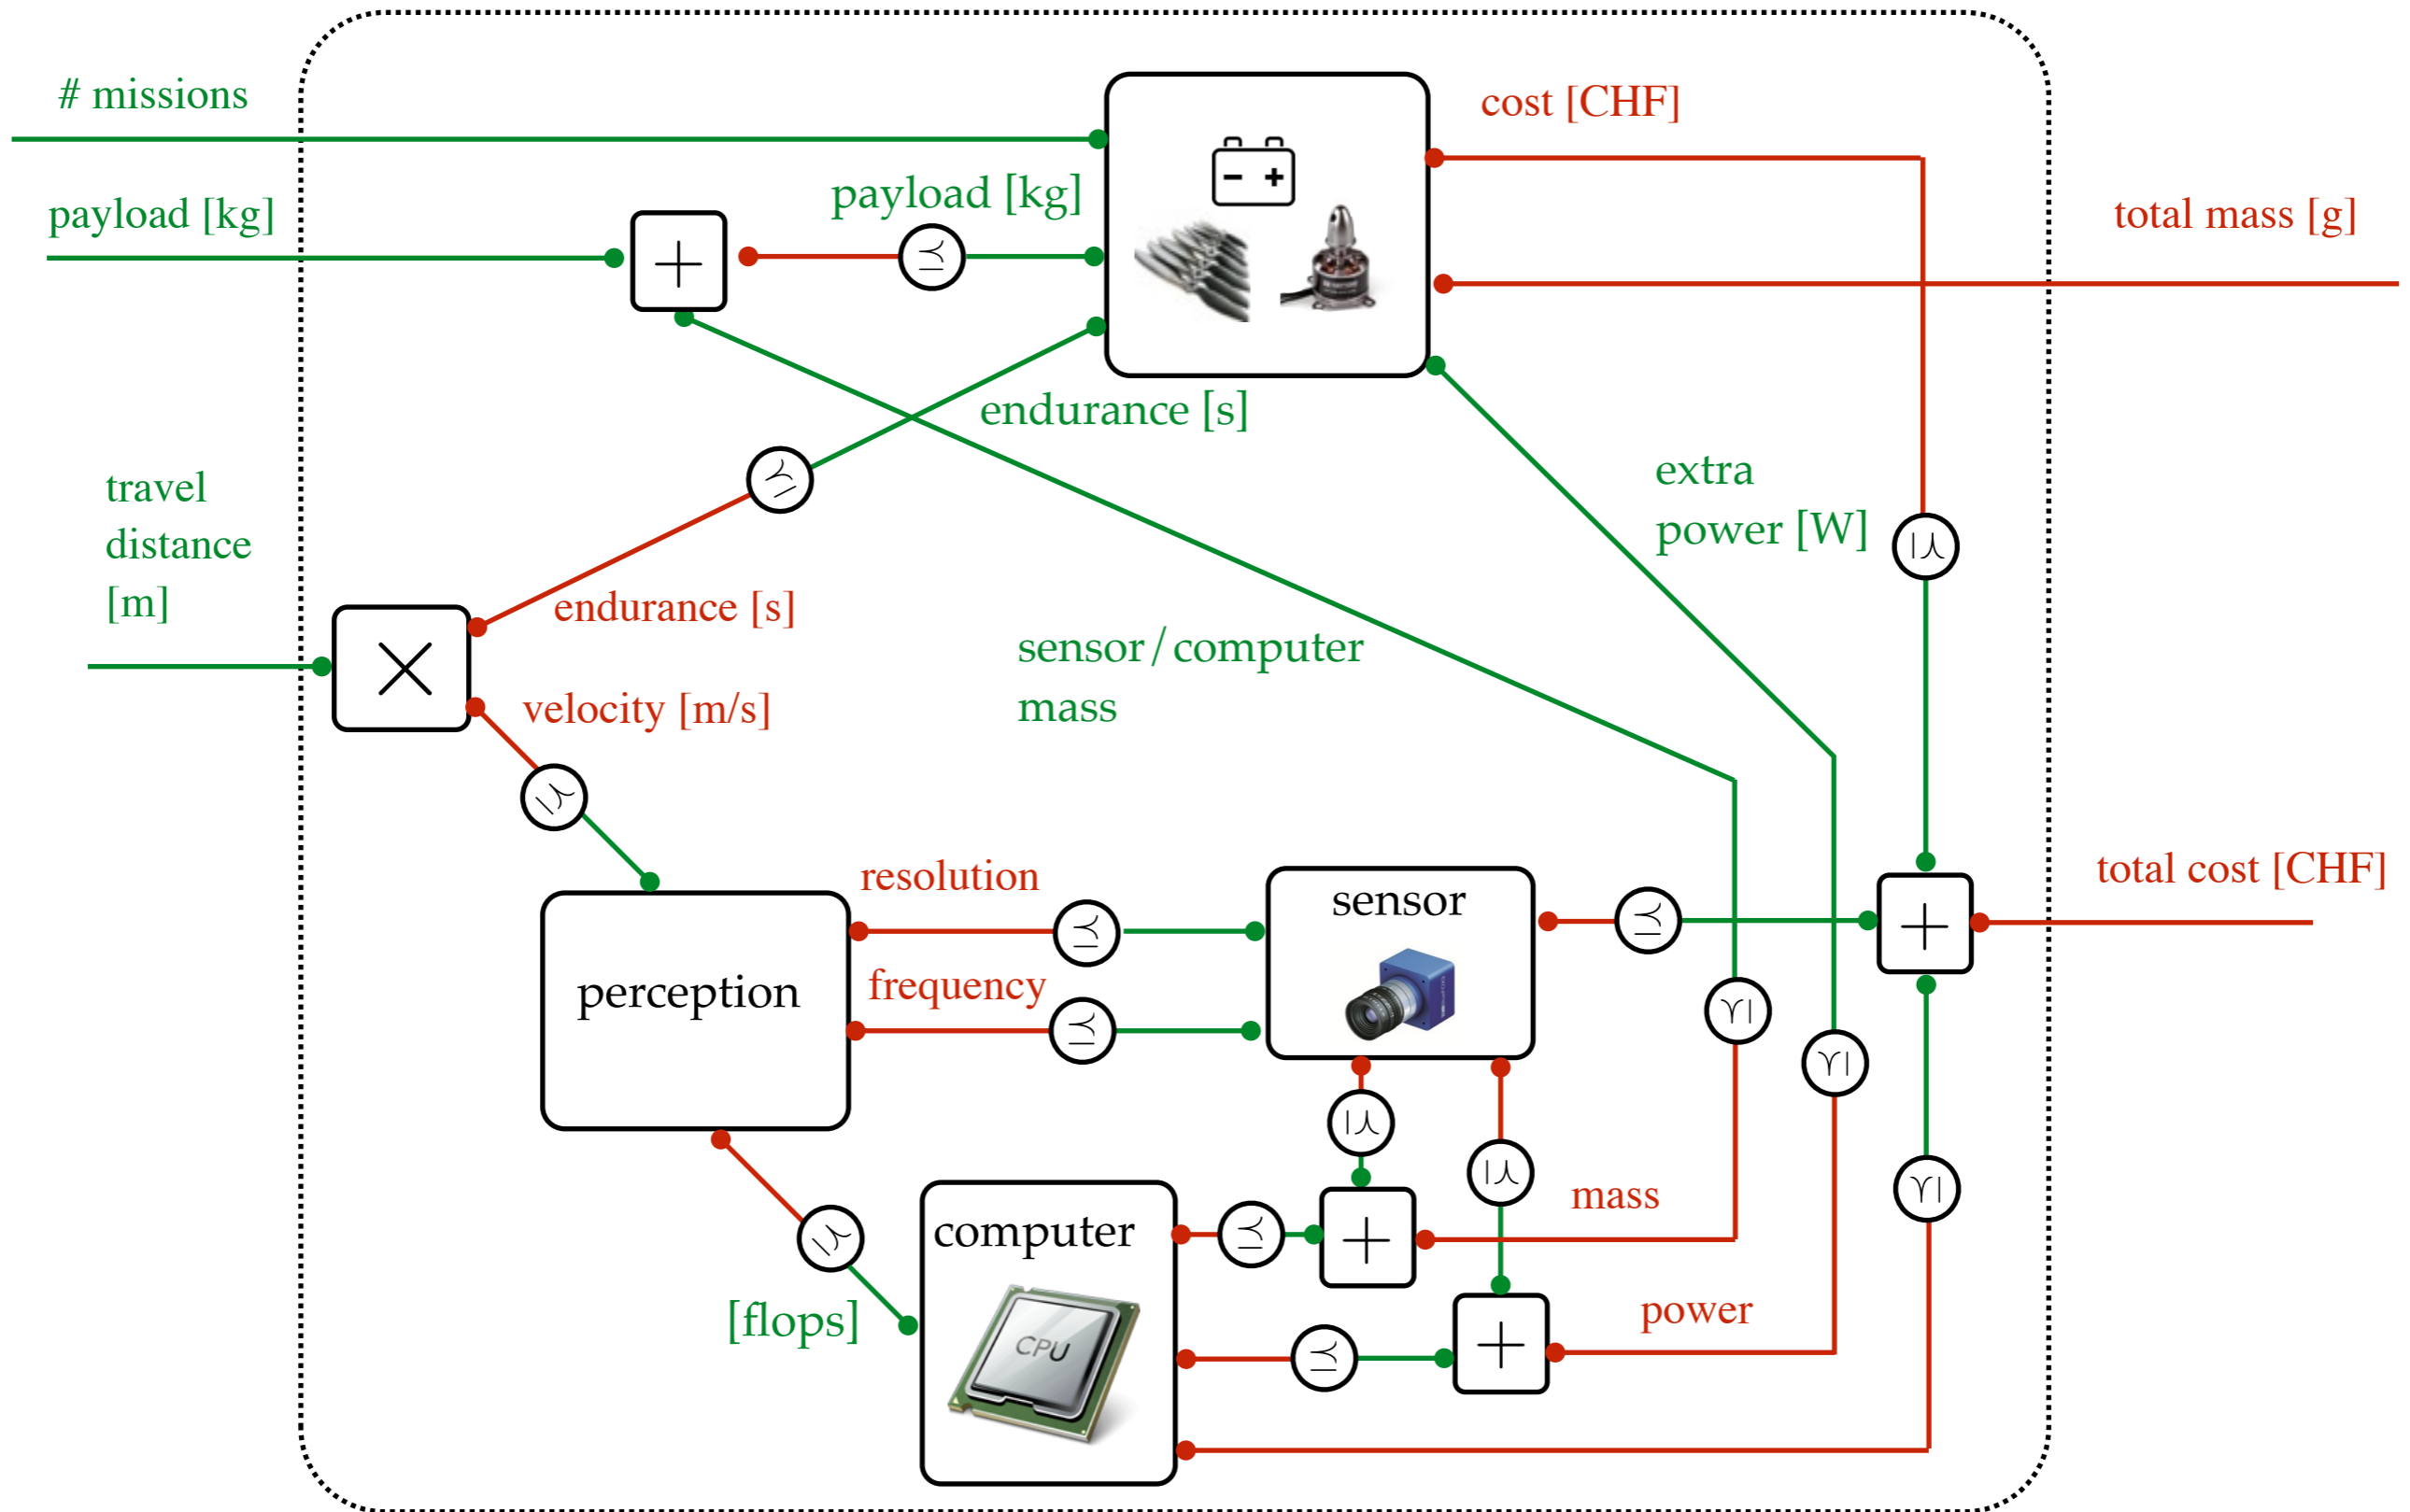 # missions
payload [kg]
travel
distance
[m]
+
payload [kg]
⪯
- +
cost [CHF]
total mass [g]
endurance [s]
⪯
extra
power [W]
⪯
×
endurance [s]
velocity [m/s]
⪯
sensor/computer
mass
perception
resolution
⪯
frequency
⪯
sensor
⪯
+
total cost [CHF]
⪯
⪯
⪯
⪯
⪯
⪯
[flops]
computer
CPU
⪯
+
mass
⪯
+
power